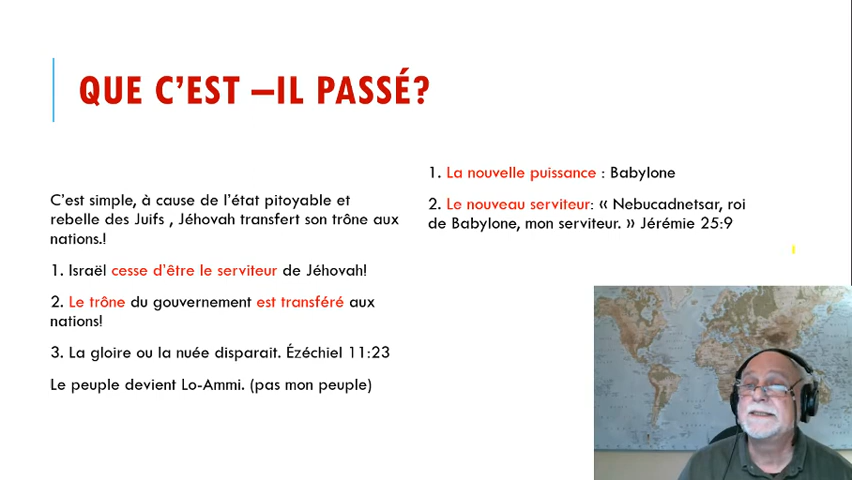 QUE C’EST –IL PASSÉ?
C’est simple, à cause de l’état pitoyable et
rebelle des Juifs , Jéhovah transfert son trône aux
nations.!
1. Israël cesse d’être le serviteur de Jéhovah!
2. Le trône du gouvernement est transféré aux
nations!
3. La gloire ou la nuée disparait. Ézéchiel 11:23
Le peuple devient Lo-Ammi. (pas mon peuple)
1. La nouvelle puissance : Babylone
2. Le nouveau serviteur: « Nebucadnetsar, roi
de Babylone, mon serviteur. » Jérémie 25:9